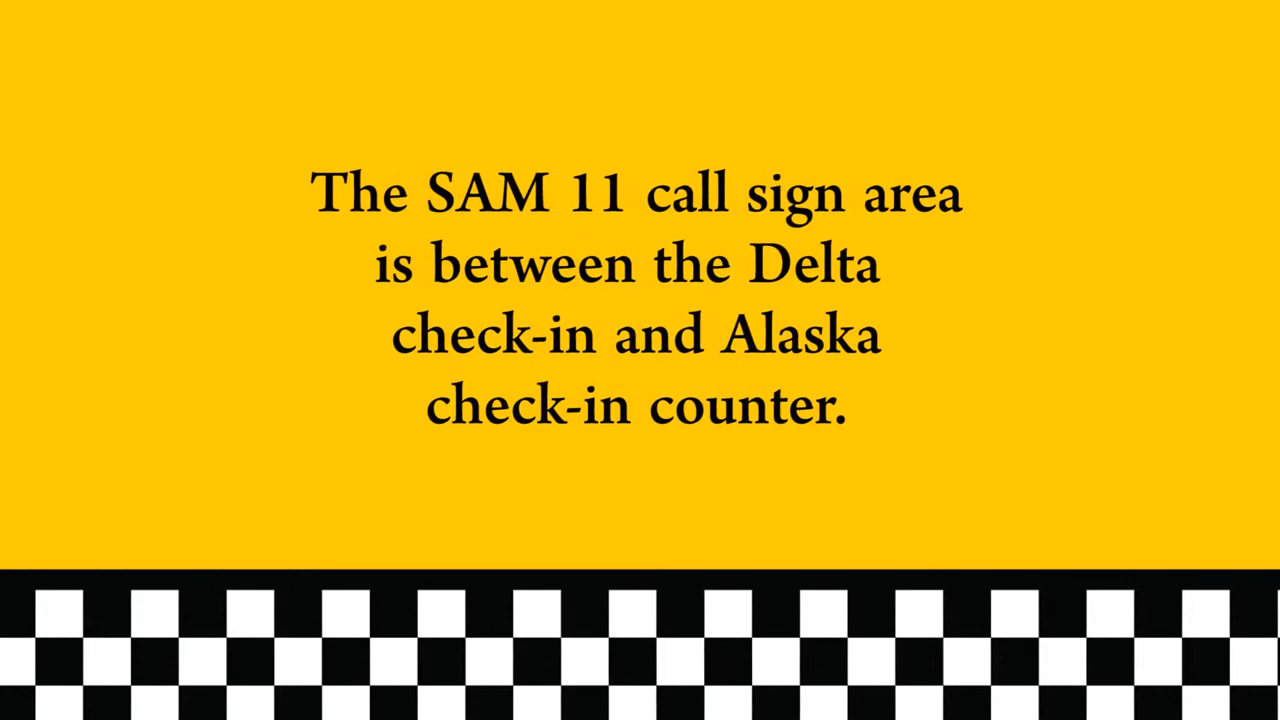 The SAM 11 call sign area
is between the Delta
check-in and Alaska
check-in counter.